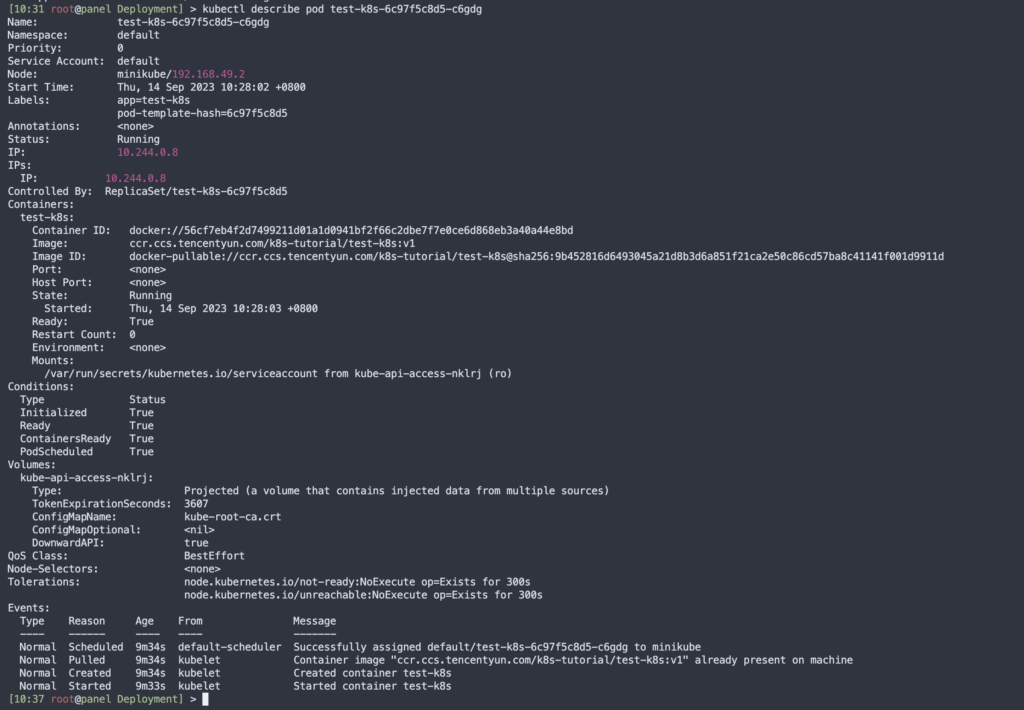 [10:31 root@panel Deployment] > kubectl describe pod test-k8s-6c97f5c8d5-c6gdg
Name:             test-k8s-6c97f5c8d5-c6gdg
Namespace:        default
Priority:         0
Service Account:  default
Node:             minikube/192.168.49.2
Start Time:       Thu, 14 Sep 2023 10:28:02 +0800
Labels:           app=test-k8s
                  pod-template-hash=6c97f5c8d5
Annotations:      <none>
Status:           Running
IP:               10.244.0.8
IPs:
  IP:           10.244.0.8
Controlled By:  ReplicaSet/test-k8s-6c97f5c8d5
Containers:
  test-k8s:
    Container ID:   docker://56cf7eb4f2d7499211d01a1d0941bf2f66c2dbe7f7e0ce6d868eb3a40a44e8bd
    Image:          ccr.ccs.tencentyun.com/k8s-tutorial/test-k8s:v1
    Image ID:       docker-pullable://ccr.ccs.tencentyun.com/k8s-tutorial/test-k8s@sha256:9b452816d6493045a21d8b3d6a851f21ca2e50c86cd57ba8c41141f001d9911d
    Port:           <none>
    Host Port:      <none>
    State:          Running
      Started:      Thu, 14 Sep 2023 10:28:03 +0800
    Ready:          True
    Restart Count:  0
    Environment:    <none>
    Mounts:
      /var/run/secrets/kubernetes.io/serviceaccount from kube-api-access-nklrj (ro)
Conditions:
  Type              Status
  Initialized       True
  Ready             True
  ContainersReady   True
  PodScheduled      True
Volumes:
  kube-api-access-nklrj:
    Type:                    Projected (a volume that contains injected data from multiple sources)
    TokenExpirationSeconds:  3607
    ConfigMapName:           kube-root-ca.crt
    ConfigMapOptional:       <nil>
    DownwardAPI:             true
QoS Class:                   BestEffort
Node-Selectors:              <none>
Tolerations:                 node.kubernetes.io/not-ready:NoExecute op=Exists for 300s
                             node.kubernetes.io/unreachable:NoExecute op=Exists for 300s
Events:
  Type    Reason     Age    From               Message
  ----    ------     ----   ----               -------
  Normal  Scheduled  9m34s  default-scheduler  Successfully assigned default/test-k8s-6c97f5c8d5-c6gdg to minikube
  Normal  Pulled     9m34s  kubelet            Container image "ccr.ccs.tencentyun.com/k8s-tutorial/test-k8s:v1" already present on machine
  Normal  Created    9m34s  kubelet            Created container test-k8s
  Normal  Started    9m33s  kubelet            Started container test-k8s
[10:37 root@panel Deployment] >